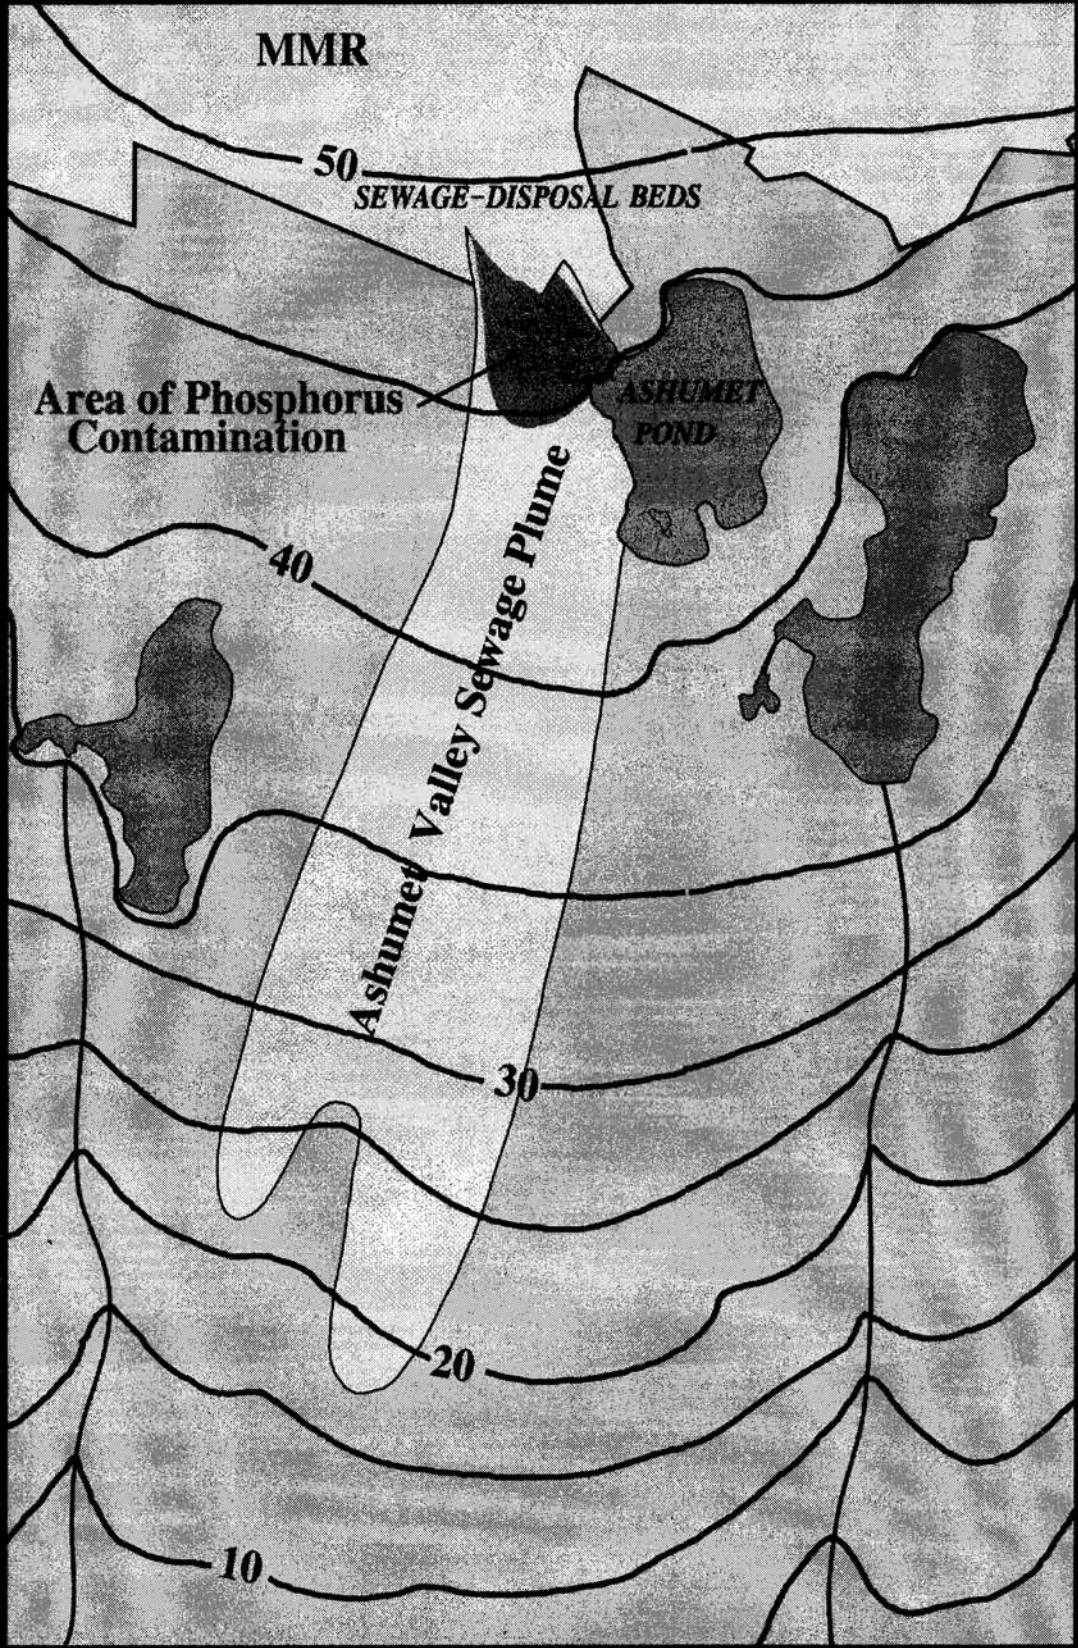 MMR
50
SEWAGE-DISPOSAL BEDS
Area of Phosphorus
Contamination
ASHUMET
POND
Ashumet Valley Sewage Plume
40
30
20
10